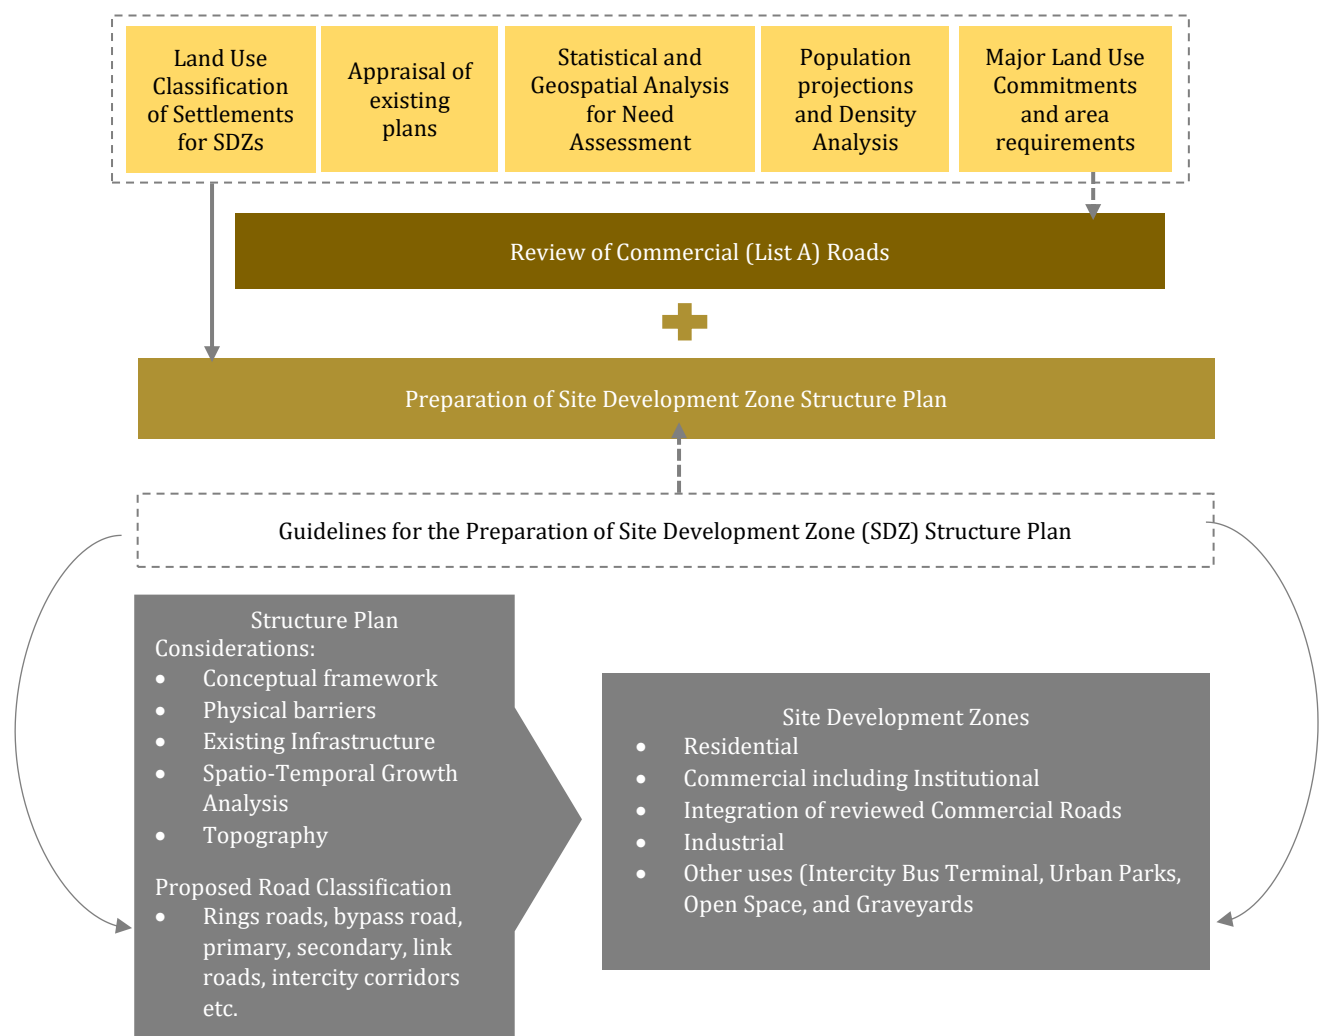 Land Use
Classification
of Settlements
for SDZs
Appraisal of
existing
plans
Statistical and
Geospatial Analysis
for Need
Assessment
Population
projections
and Density
Analysis
Major Land Use
Commitments
and area
requirements
Review of Commercial (List A) Roads
Preparation of Site Development Zone Structure Plan
Guidelines for the Preparation of Site Development Zone (SDZ) Structure Plan
Structure Plan
Considerations:
• Conceptual framework
• Physical barriers
• Existing Infrastructure
• Spatio-Temporal Growth
Analysis
• Topography
Proposed Road Classification
• Rings roads, bypass road,
primary, secondary, link
roads, intercity corridors
etc.
Site Development Zones
• Residential
• Commercial including Institutional
• Integration of reviewed Commercial Roads
• Industrial
• Other uses (Intercity Bus Terminal, Urban Parks,
Open Space, and Graveyards